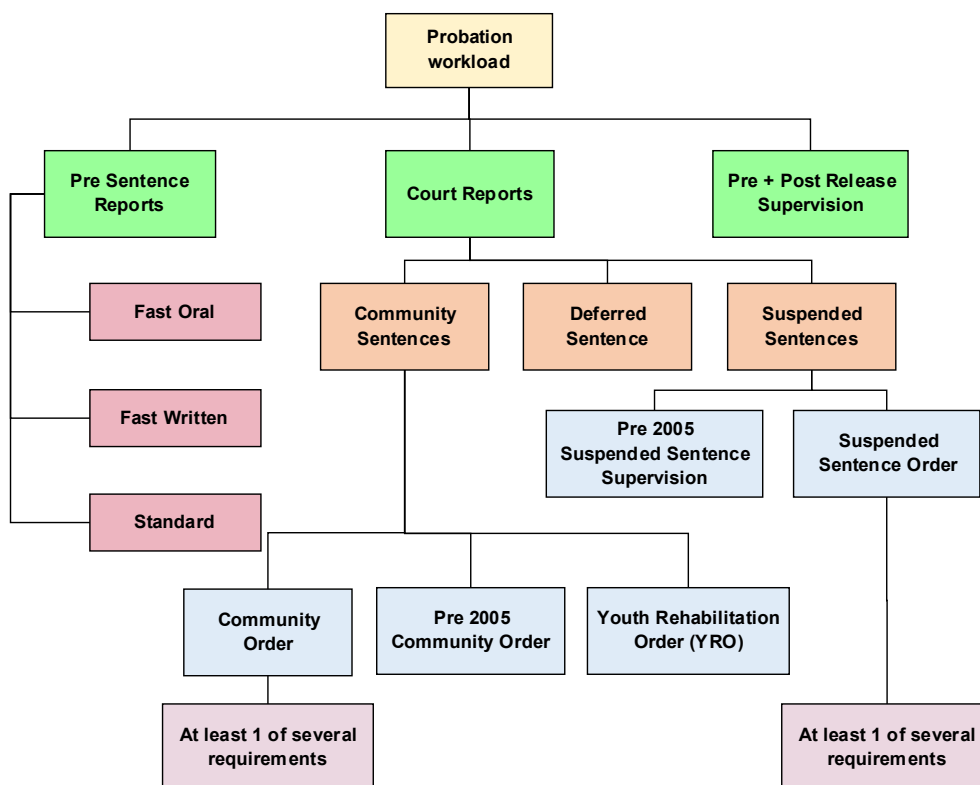 Probation
workload
Pre Sentence
Reports
Court Reports
Pre + Post Release
Supervision
Fast Oral
Fast Written
Standard
Community
Sentences
Deferred
Sentence
Suspended
Sentences
Pre 2005
Suspended Sentence
Supervision
Suspended
Sentence Order
Community
Order
Pre 2005
Community Order
Youth Rehabilitation
Order (YRO)
At least 1 of several
requirements
At least 1 of several
requirements